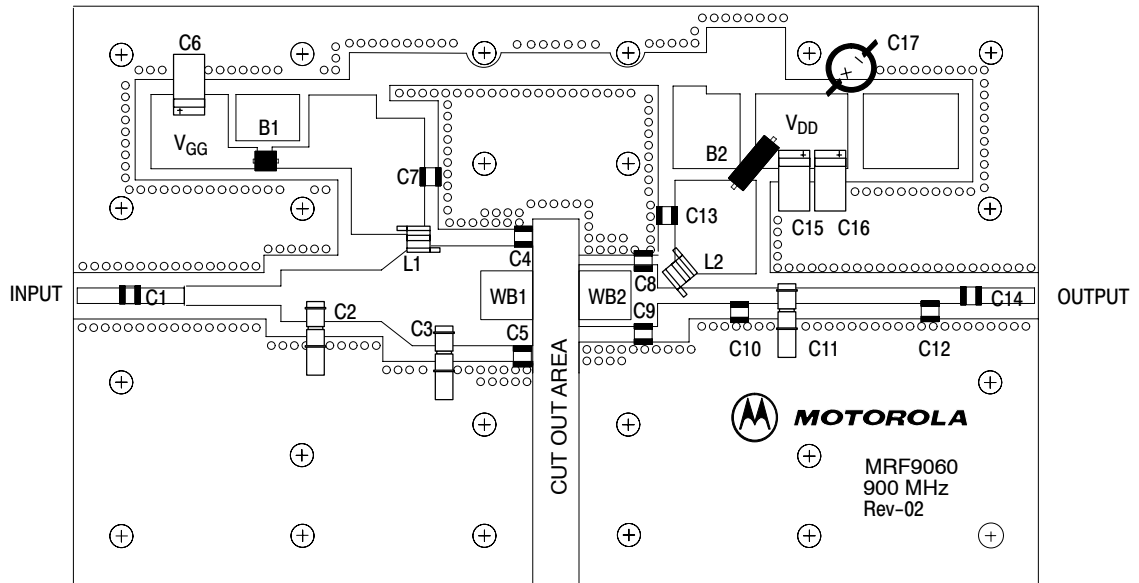 C6
C17
B1
VGG
VDD
B2
C7
C13
C15 C16
C4
L1
L2
C8
INPUT
C1
WB1
WB2
C14
OUTPUT
C2
C3
C5
C9
C10 C11
C12
CUT OUT AREA
MOTOROLA
MRF9060
900 MHz
Rev-02